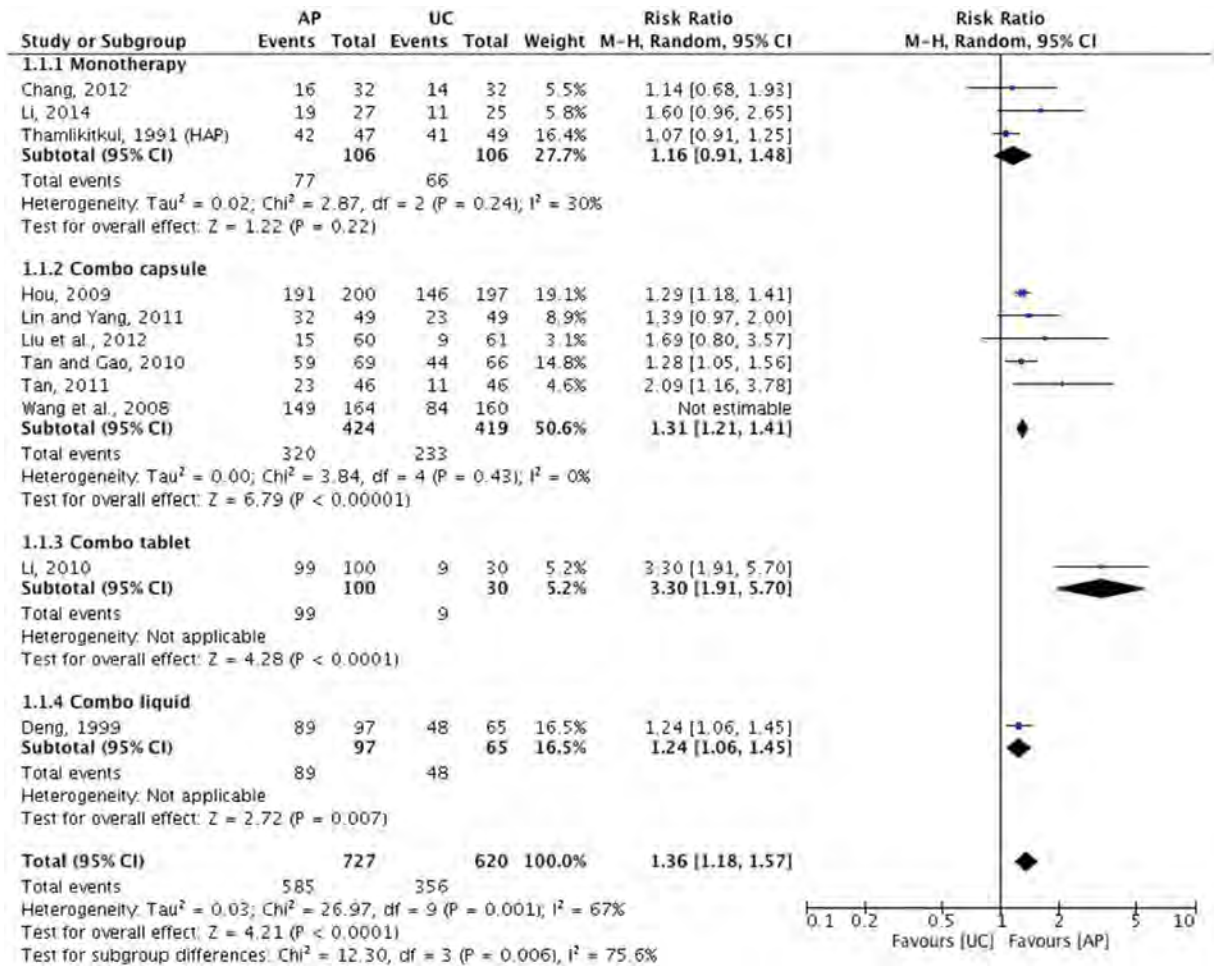 AP UC Risk Ratio Risk Ratio
Study or Subgroup Events Total Events Total Weight M-H, Random, 95% CI M-H, Random, 95% CI
1.1.1 Monotherapy
Chang, 2012 16 32 14 32 5.5% 1.14 [0.68, 1.93]
Li, 2014 19 27 11 25 5.8% 1.60 [0.96, 2.65]
Thamlikitkul, 1991 (HAP) 42 47 41 49 16.4% 1.07 [0.91, 1.25]
Subtotal (95% CI) 106 106 27.7% 1.16 [0.91, 1.48]
Total events 77 66
Heterogeneity: Tau² = 0.02; Chi² = 2.87, df = 2 (P = 0.24); I² = 30%
Test for overall effect: Z = 1.22 (P = 0.22)
1.1.2 Combo capsule
Hou, 2009 191 200 146 197 19.1% 1.29 [1.18, 1.41]
Lin and Yang, 2011 32 49 23 49 8.9% 1.39 [0.97, 2.00]
Liu et al., 2012 15 60 9 61 3.1% 1.69 [0.80, 3.57]
Tan and Gao, 2010 59 69 44 66 14.8% 1.28 [1.05, 1.56]
Tan, 2011 23 46 11 46 4.6% 2.09 [1.16, 3.78]
Wang et al., 2008 149 164 84 160 Not estimable
Subtotal (95% CI) 424 419 50.6% 1.31 [1.21, 1.41]
Total events 320 233
Heterogeneity: Tau² = 0.00; Chi² = 3.84, df = 4 (P = 0.43); I² = 0%
Test for overall effect: Z = 6.79 (P < 0.00001)
1.1.3 Combo tablet
Li, 2010 99 100 9 30 5.2% 3.30 [1.91, 5.70]
Subtotal (95% CI) 100 30 5.2% 3.30 [1.91, 5.70]
Total events 99 9
Heterogeneity: Not applicable
Test for overall effect: Z = 4.28 (P < 0.0001)
1.1.4 Combo liquid
Deng, 1999 89 97 48 65 16.5% 1.24 [1.06, 1.45]
Subtotal (95% CI) 97 65 16.5% 1.24 [1.06, 1.45]
Total events 89 48
Heterogeneity: Not applicable
Test for overall effect: Z = 2.72 (P = 0.007)
Total (95% CI) 727 620 100.0% 1.36 [1.18, 1.57]
Total events 585 356
Heterogeneity: Tau² = 0.03; Chi² = 26.97, df = 9 (P = 0.001); I² = 67%
Test for overall effect: Z = 4.21 (P < 0.0001)
Test for subgroup differences: Chi² = 12.30, df = 3 (P = 0.006), I² = 75.6%
0.1 0.2 0.5 1 2 5 10
Favours [UC] Favours [AP]